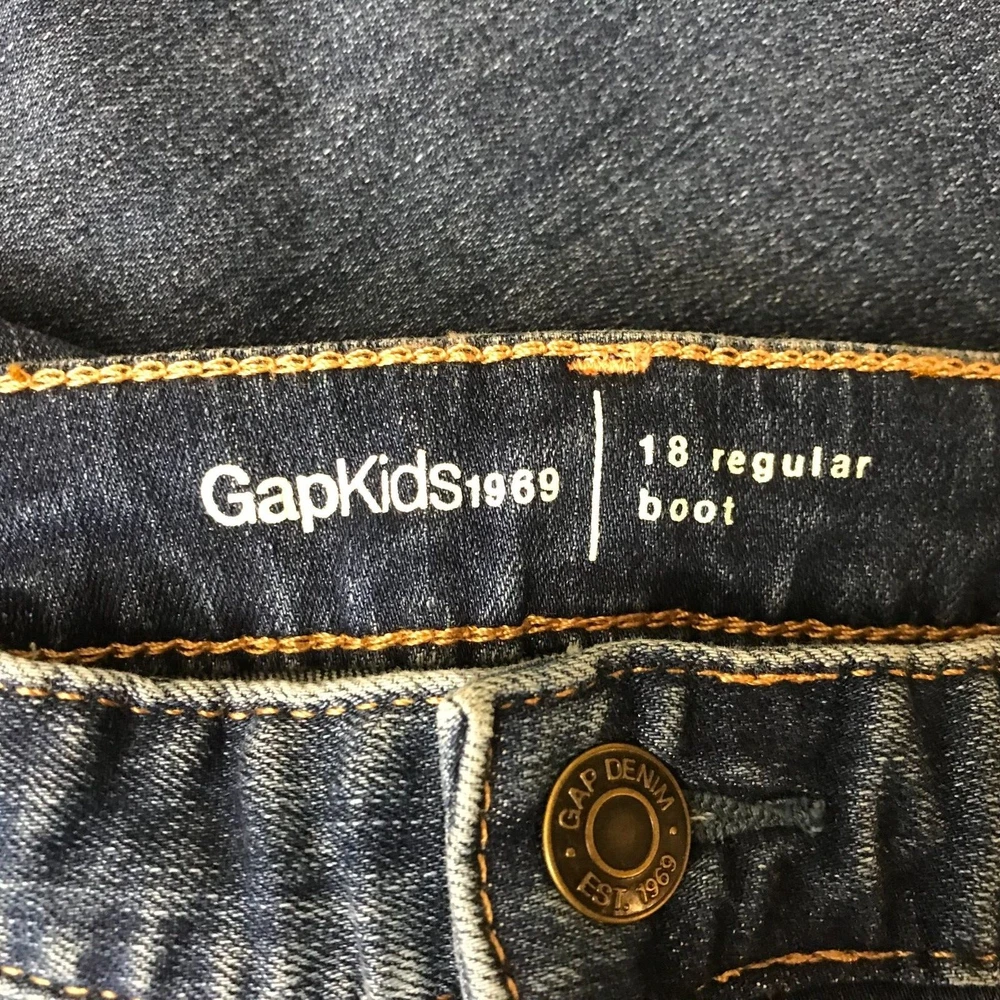 GapKids1969
18 regular
boot
GAP DENIM
EST. 1969